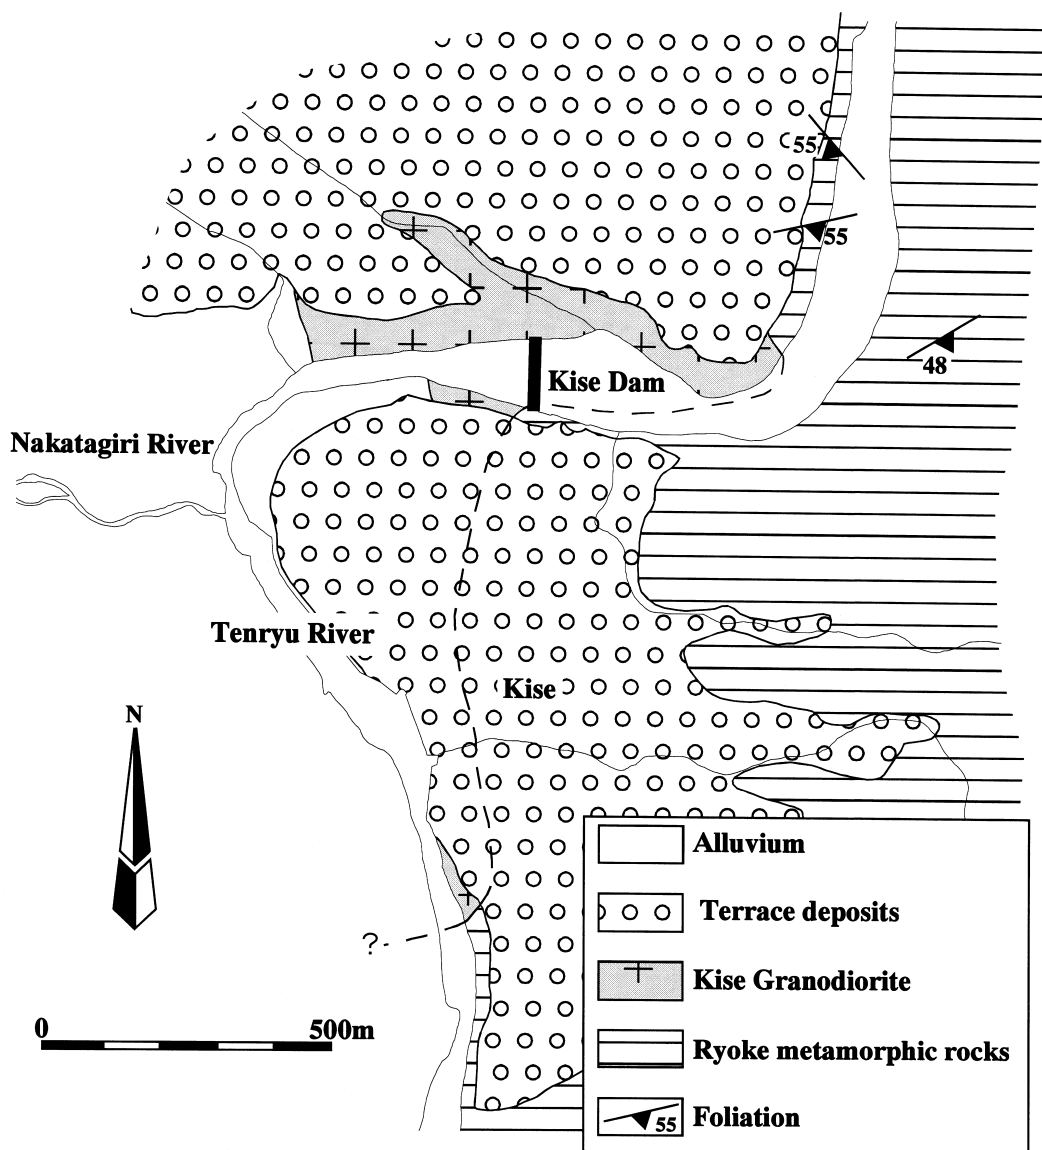 55
55
48
Kise Dam
Nakatagiri River
Tenryu River
Kise
N
?
0 500m
Alluvium
Terrace deposits
Kise Granodiorite
Ryoke metamorphic rocks
55 Foliation